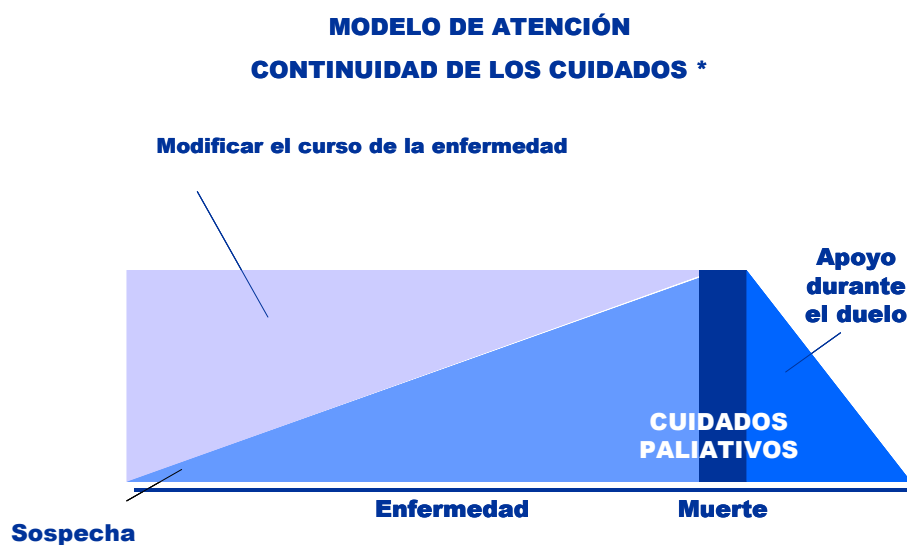 MODELO DE ATENCIÓN
CONTINUIDAD DE LOS CUIDADOS *
Modificar el curso de la enfermedad
Apoyo
durante
el duelo
CUIDADOS
PALIATIVOS
Enfermedad
Muerte
Sospecha